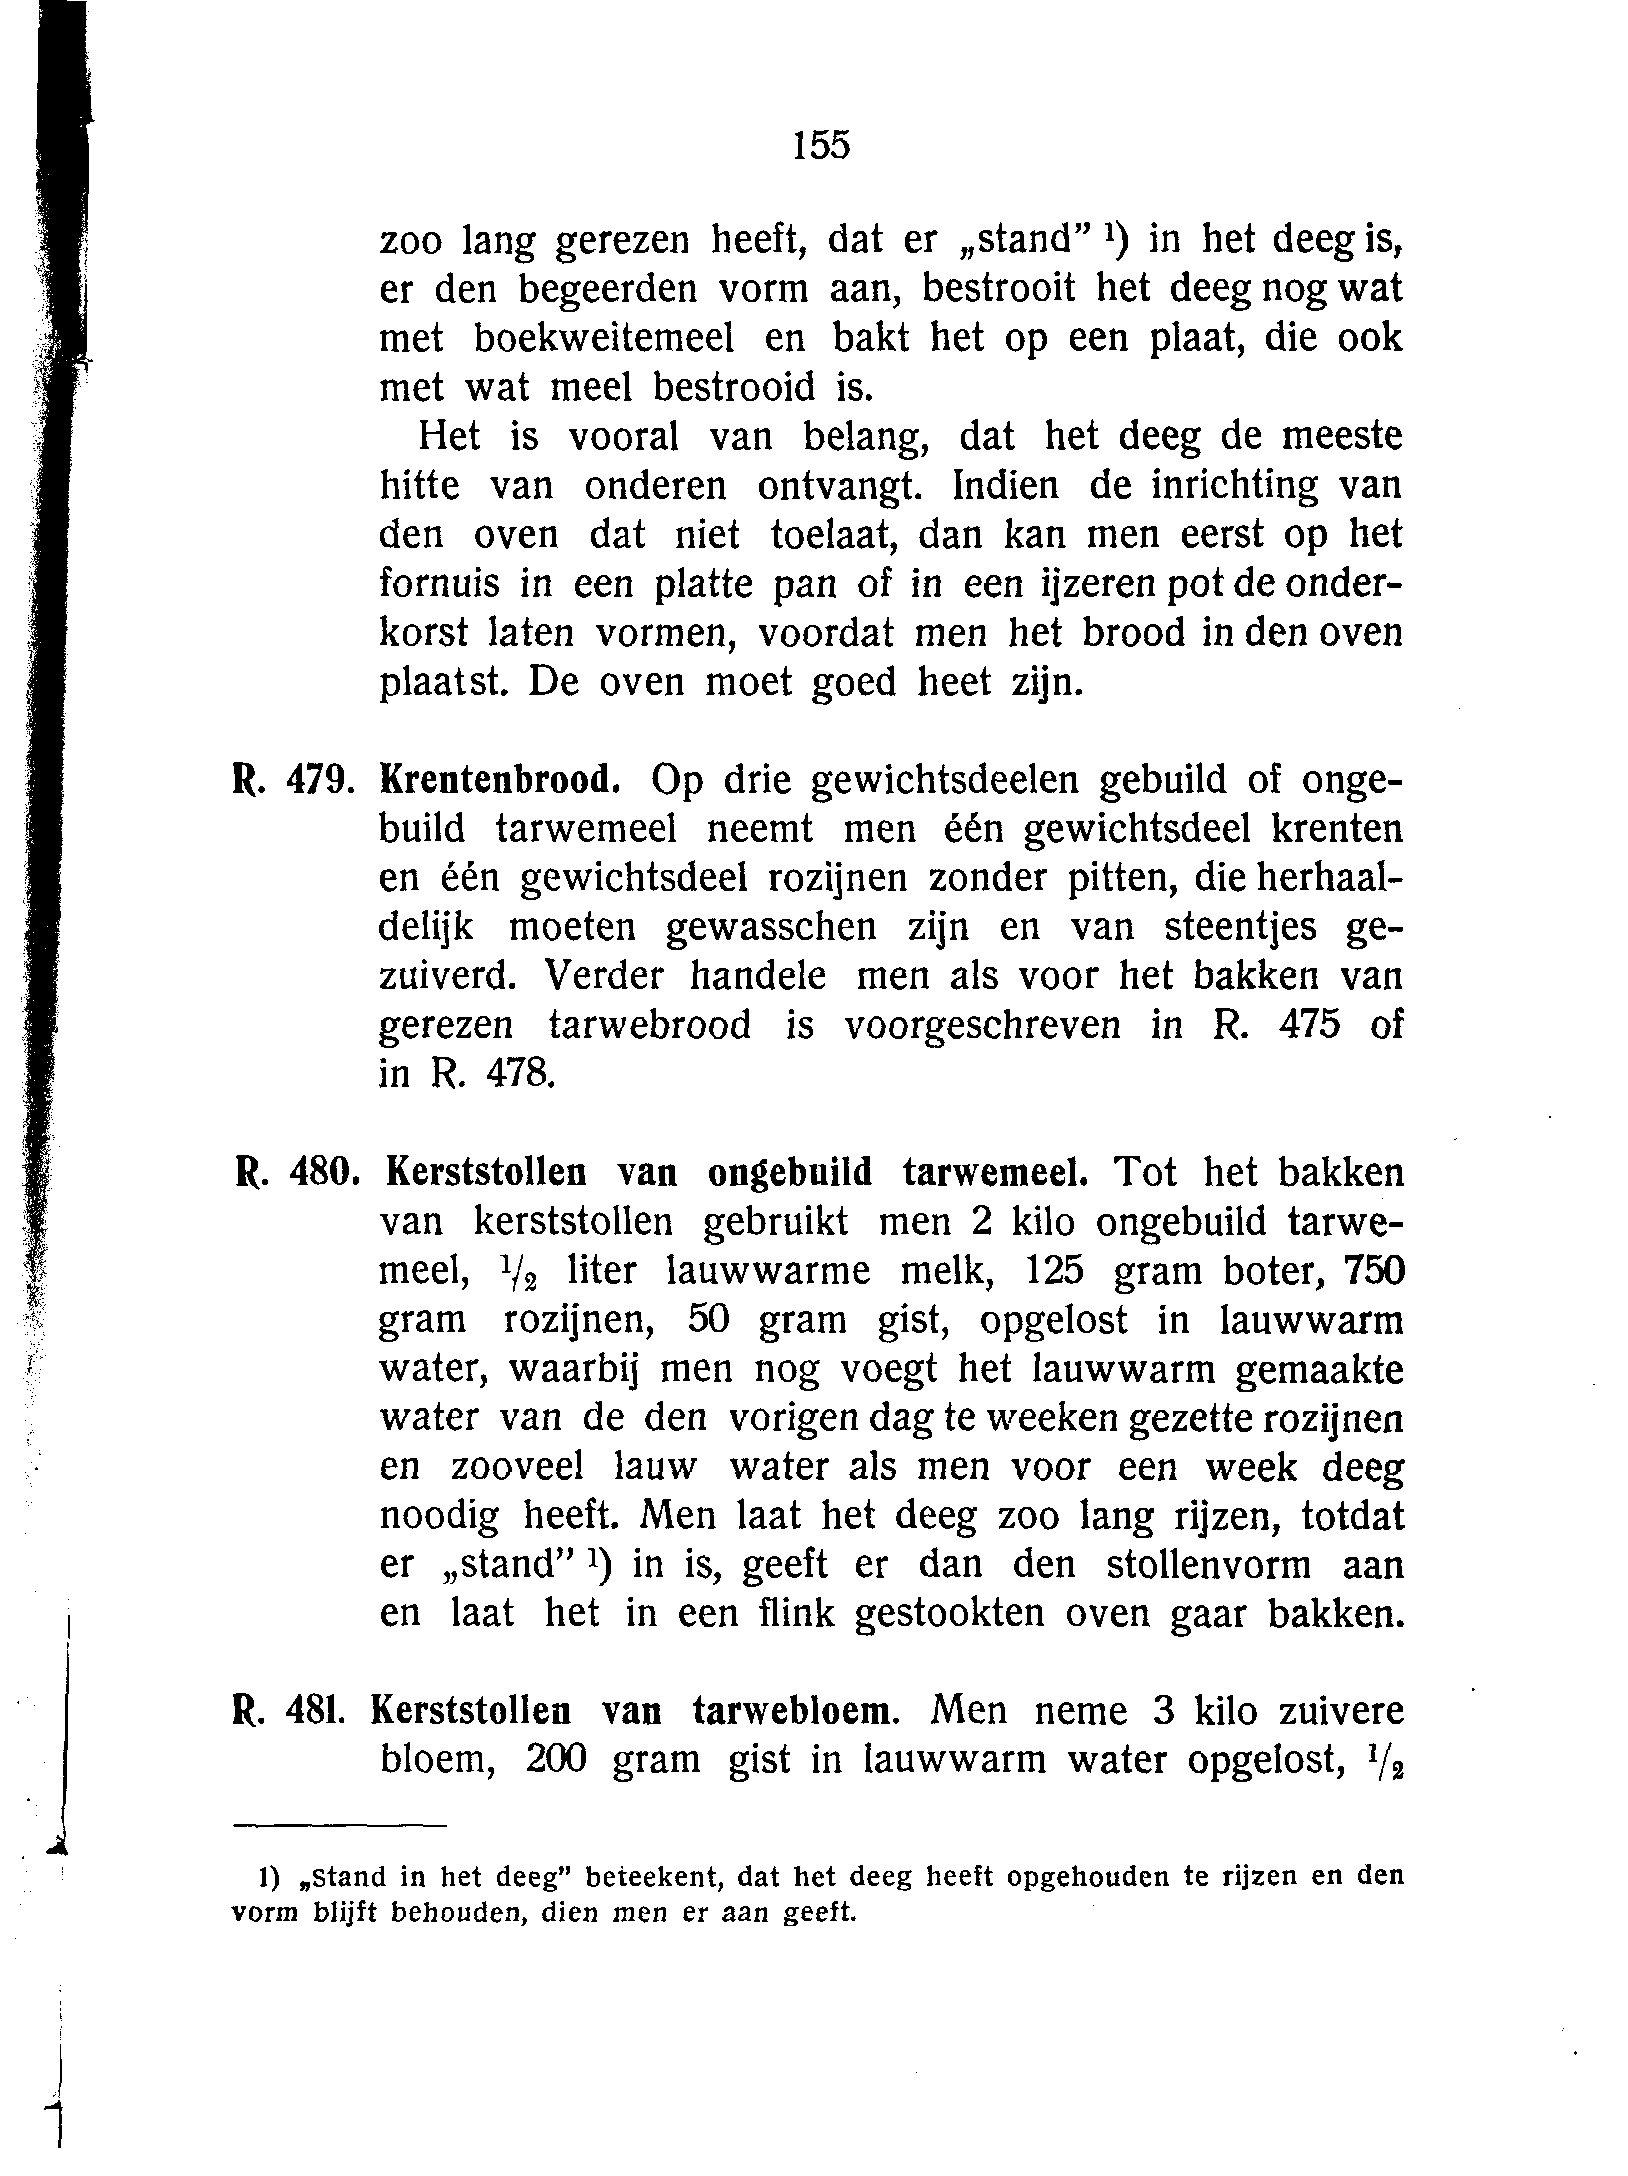 155
zoo lang gerezen heeft, dat er „stand” ¹) in het deeg is,
er den begeerden vorm aan, bestrooit het deeg nog wat
met boekweitemeel en bakt het op een plaat, die ook
met wat meel bestrooid is.
Het is vooral van belang, dat het deeg de meeste
hitte van onderen ontvangt. Indien de inrichting van
den oven dat niet toelaat, dan kan men eerst op het
fornuis in een platte pan of in een ijzeren pot de onder-
korst laten vormen, voordat men het brood in den oven
plaatst. De oven moet goed heet zijn.
R. 479. Krentenbrood. Op drie gewichtsdeelen gebuild of onge-
build tarwemeel neemt men één gewichtsdeel krenten
en één gewichtsdeel rozijnen zonder pitten, die herhaal-
delijk moeten gewasschen zijn en van steentjes ge-
zuiverd. Verder handele men als voor het bakken van
gerezen tarwebrood is voorgeschreven in R. 475 of
in R. 478.
R. 480. Kerststollen van ongebuild tarwemeel. Tot het bakken
van kerststollen gebruikt men 2 kilo ongebuild tarwe-
meel, ¹/₂ liter lauwwarme melk, 125 gram boter, 750
gram rozijnen, 50 gram gist, opgelost in lauwwarm
water, waarbij men nog voegt het lauwwarm gemaakte
water van de den vorigen dag te weeken gezette rozijnen
en zooveel lauw water als men voor een week deeg
noodig heeft. Men laat het deeg zoo lang rijzen, totdat
er „stand” ¹) in is, geeft er dan den stollenvorm aan
en laat het in een flink gestookten oven gaar bakken.
R. 481. Kerststollen van tarwebloem. Men neme 3 kilo zuivere
bloem, 200 gram gist in lauwwarm water opgelost, ¹/₂
1) „Stand in het deeg” beteekent, dat het deeg heeft opgehouden te rijzen en den
vorm blijft behouden, dien men er aan geeft.